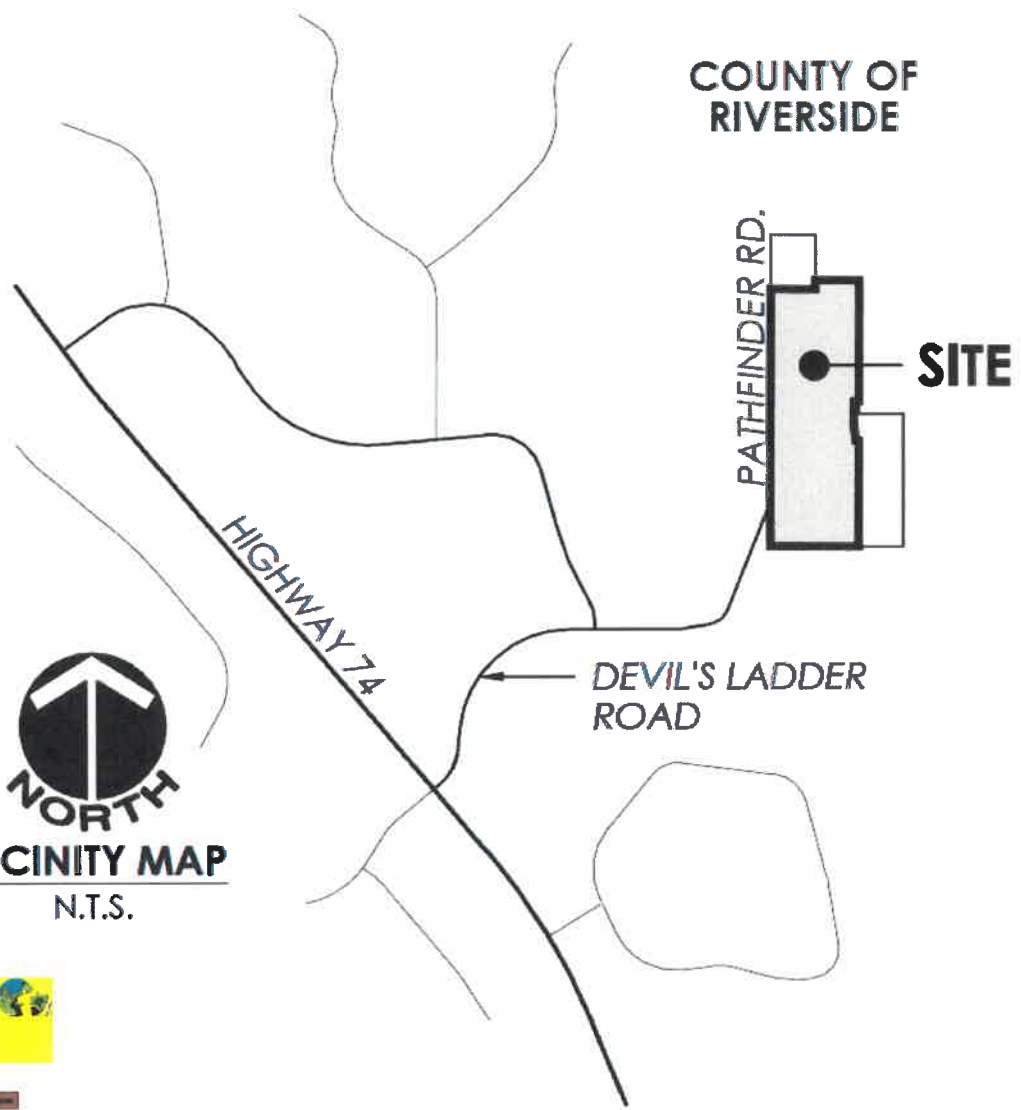 COUNTY OF
RIVERSIDE
PATHFINDER RD.
SITE
HIGHWAY 74
DEVIL'S LADDER
ROAD
NORTH
CINITY MAP
N.T.S.